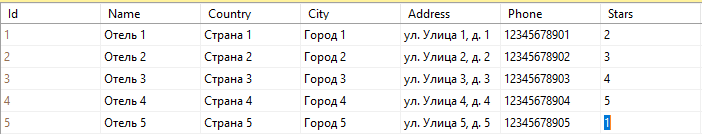 Id Name Country City Address Phone Stars
1 Отель 1 Страна 1 Город 1 ул. Улица 1, д. 1 12345678901 2
2 Отель 2 Страна 2 Город 2 ул. Улица 2, д. 2 12345678902 3
3 Отель 3 Страна 3 Город 3 ул. Улица 3, д. 3 12345678903 4
4 Отель 4 Страна 4 Город 4 ул. Улица 4, д. 4 12345678904 5
5 Отель 5 Страна 5 Город 5 ул. Улица 5, д. 5 12345678905 1